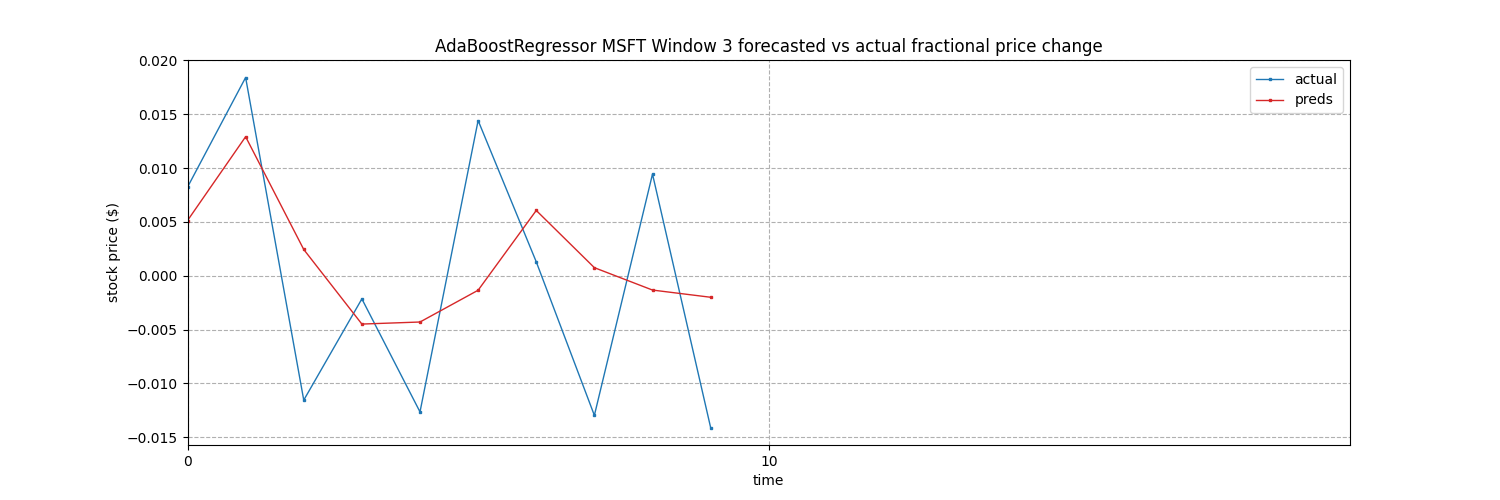 AdaBoostRegressor MSFT Window 3 forecasted vs actual fractional price change
actual
preds
stock price ($)
0.020
0.015
0.010
0.005
0.000
−0.005
−0.010
−0.015
0
10
time